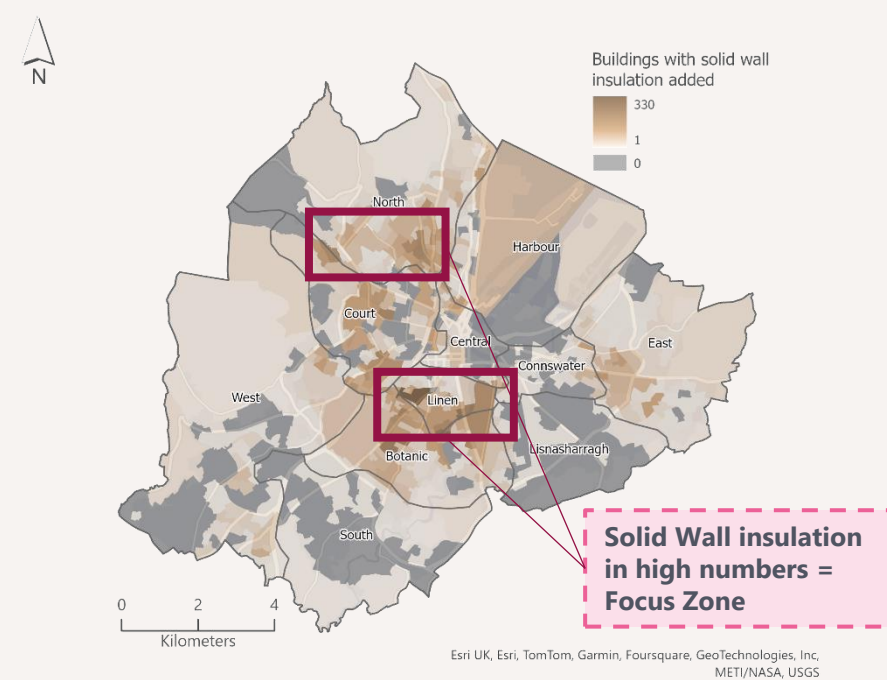 N
Buildings with solid wall
insulation added
330
1
0
North
Harbour
Court
Central
East
Connswater
West
Linen
Lisnasharragh
Botanic
South
Solid Wall insulation
in high numbers =
Focus Zone
0 2 4
Kilometers
Esri UK, Esri, TomTom, Garmin, Foursquare, GeoTechnologies, Inc,
METI/NASA, USGS